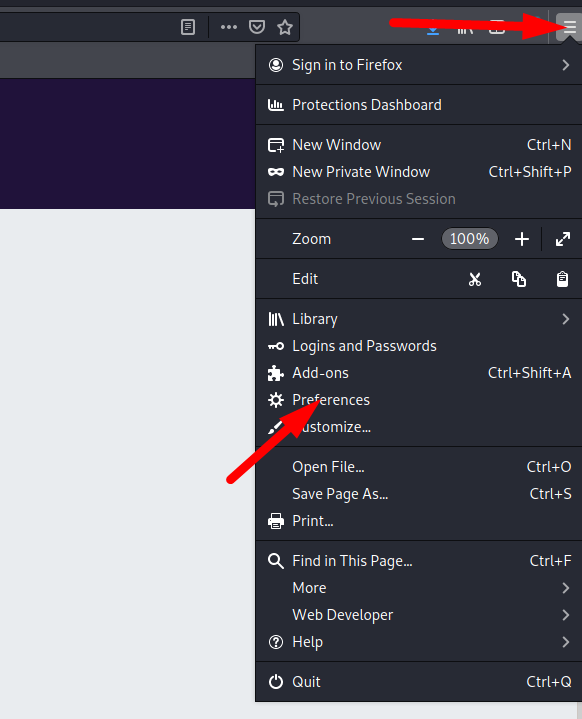 Sign in to Firefox
Protections Dashboard
New Window Ctrl+N
New Private Window Ctrl+Shift+P
Restore Previous Session
Zoom 100%
Edit
Library
Logins and Passwords
Add-ons Ctrl+Shift+A
Preferences
ustomize...
Open File... Ctrl+O
Save Page As... Ctrl+S
Print...
Find in This Page... Ctrl+F
More
Web Developer
Help
Quit Ctrl+Q